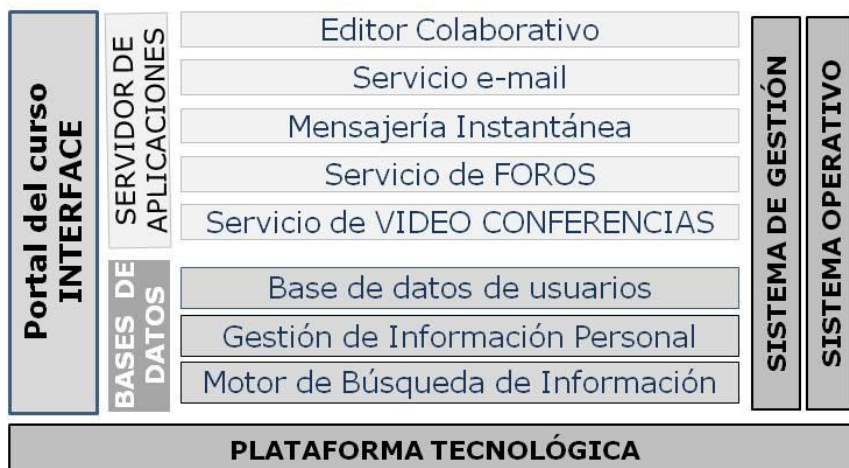 Portal del curso
INTERFACE
SERVIDOR DE
APLICACIONES
Editor Colaborativo
Servicio e-mail
Mensajería Instantánea
Servicio de FOROS
Servicio de VIDEO CONFERENCIAS
BASES DE
DATOS
Base de datos de usuarios
Gestión de Información Personal
Motor de Búsqueda de Información
SISTEMA DE GESTIÓN
SISTEMA OPERATIVO
PLATAFORMA TECNOLÓGICA